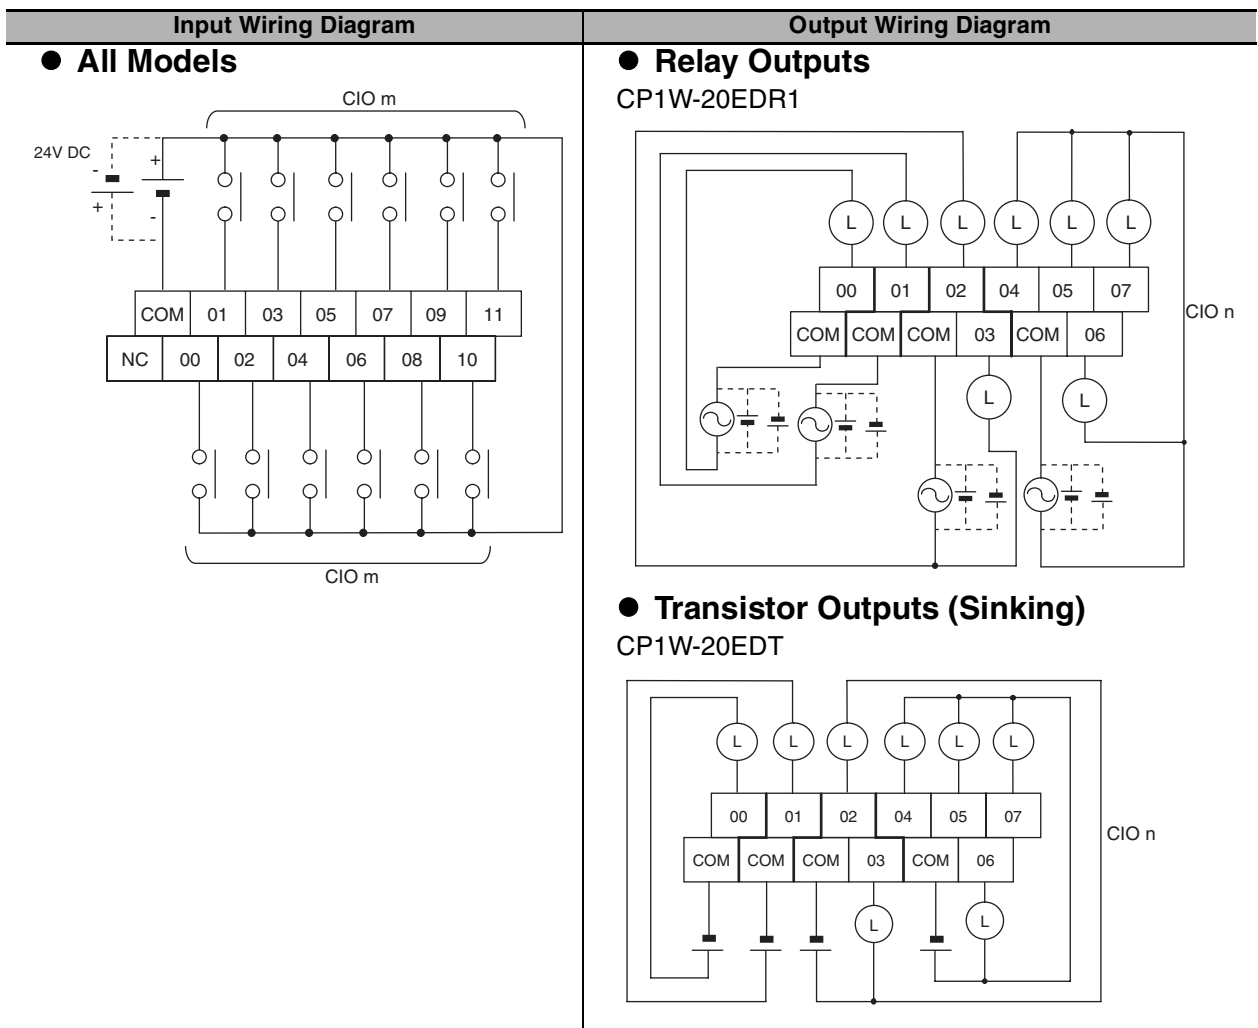 Input Wiring Diagram
Output Wiring Diagram
● All Models
CIO m
24V DC
- +
+ -
COM 01 03 05 07 09 11
NC 00 02 04 06 08 10
CIO m
● Relay Outputs
CP1W-20EDR1
L L L L L L
00 01 02 04 05 07
CIO n
COM COM COM 03 COM 06
L L
● Transistor Outputs (Sinking)
CP1W-20EDT
L L L L L L
00 01 02 04 05 07
CIO n
COM COM COM 03 COM 06
L L